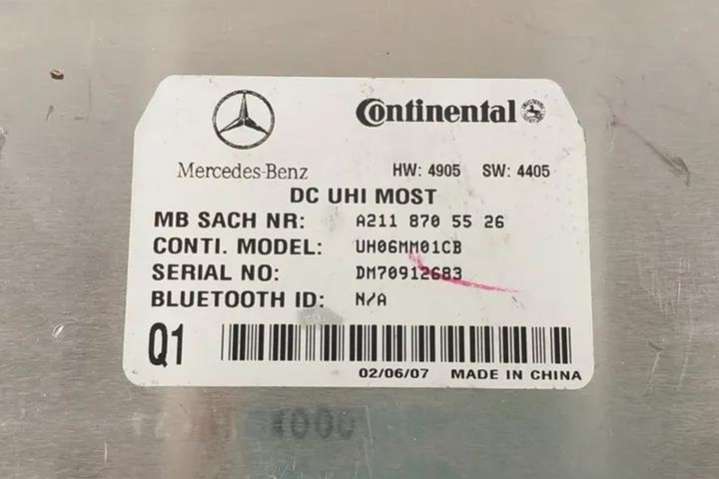 Continental
Mercedes-Benz
HW: 4905 SW: 4405
DC UHI MOST
MB SACH NR: A211 870 55 26
CONTI. MODEL: UH06MM01CB
SERIAL NO: DM70912683
BLUETOOTH ID: N/A
Q1
02/06/07 MADE IN CHINA